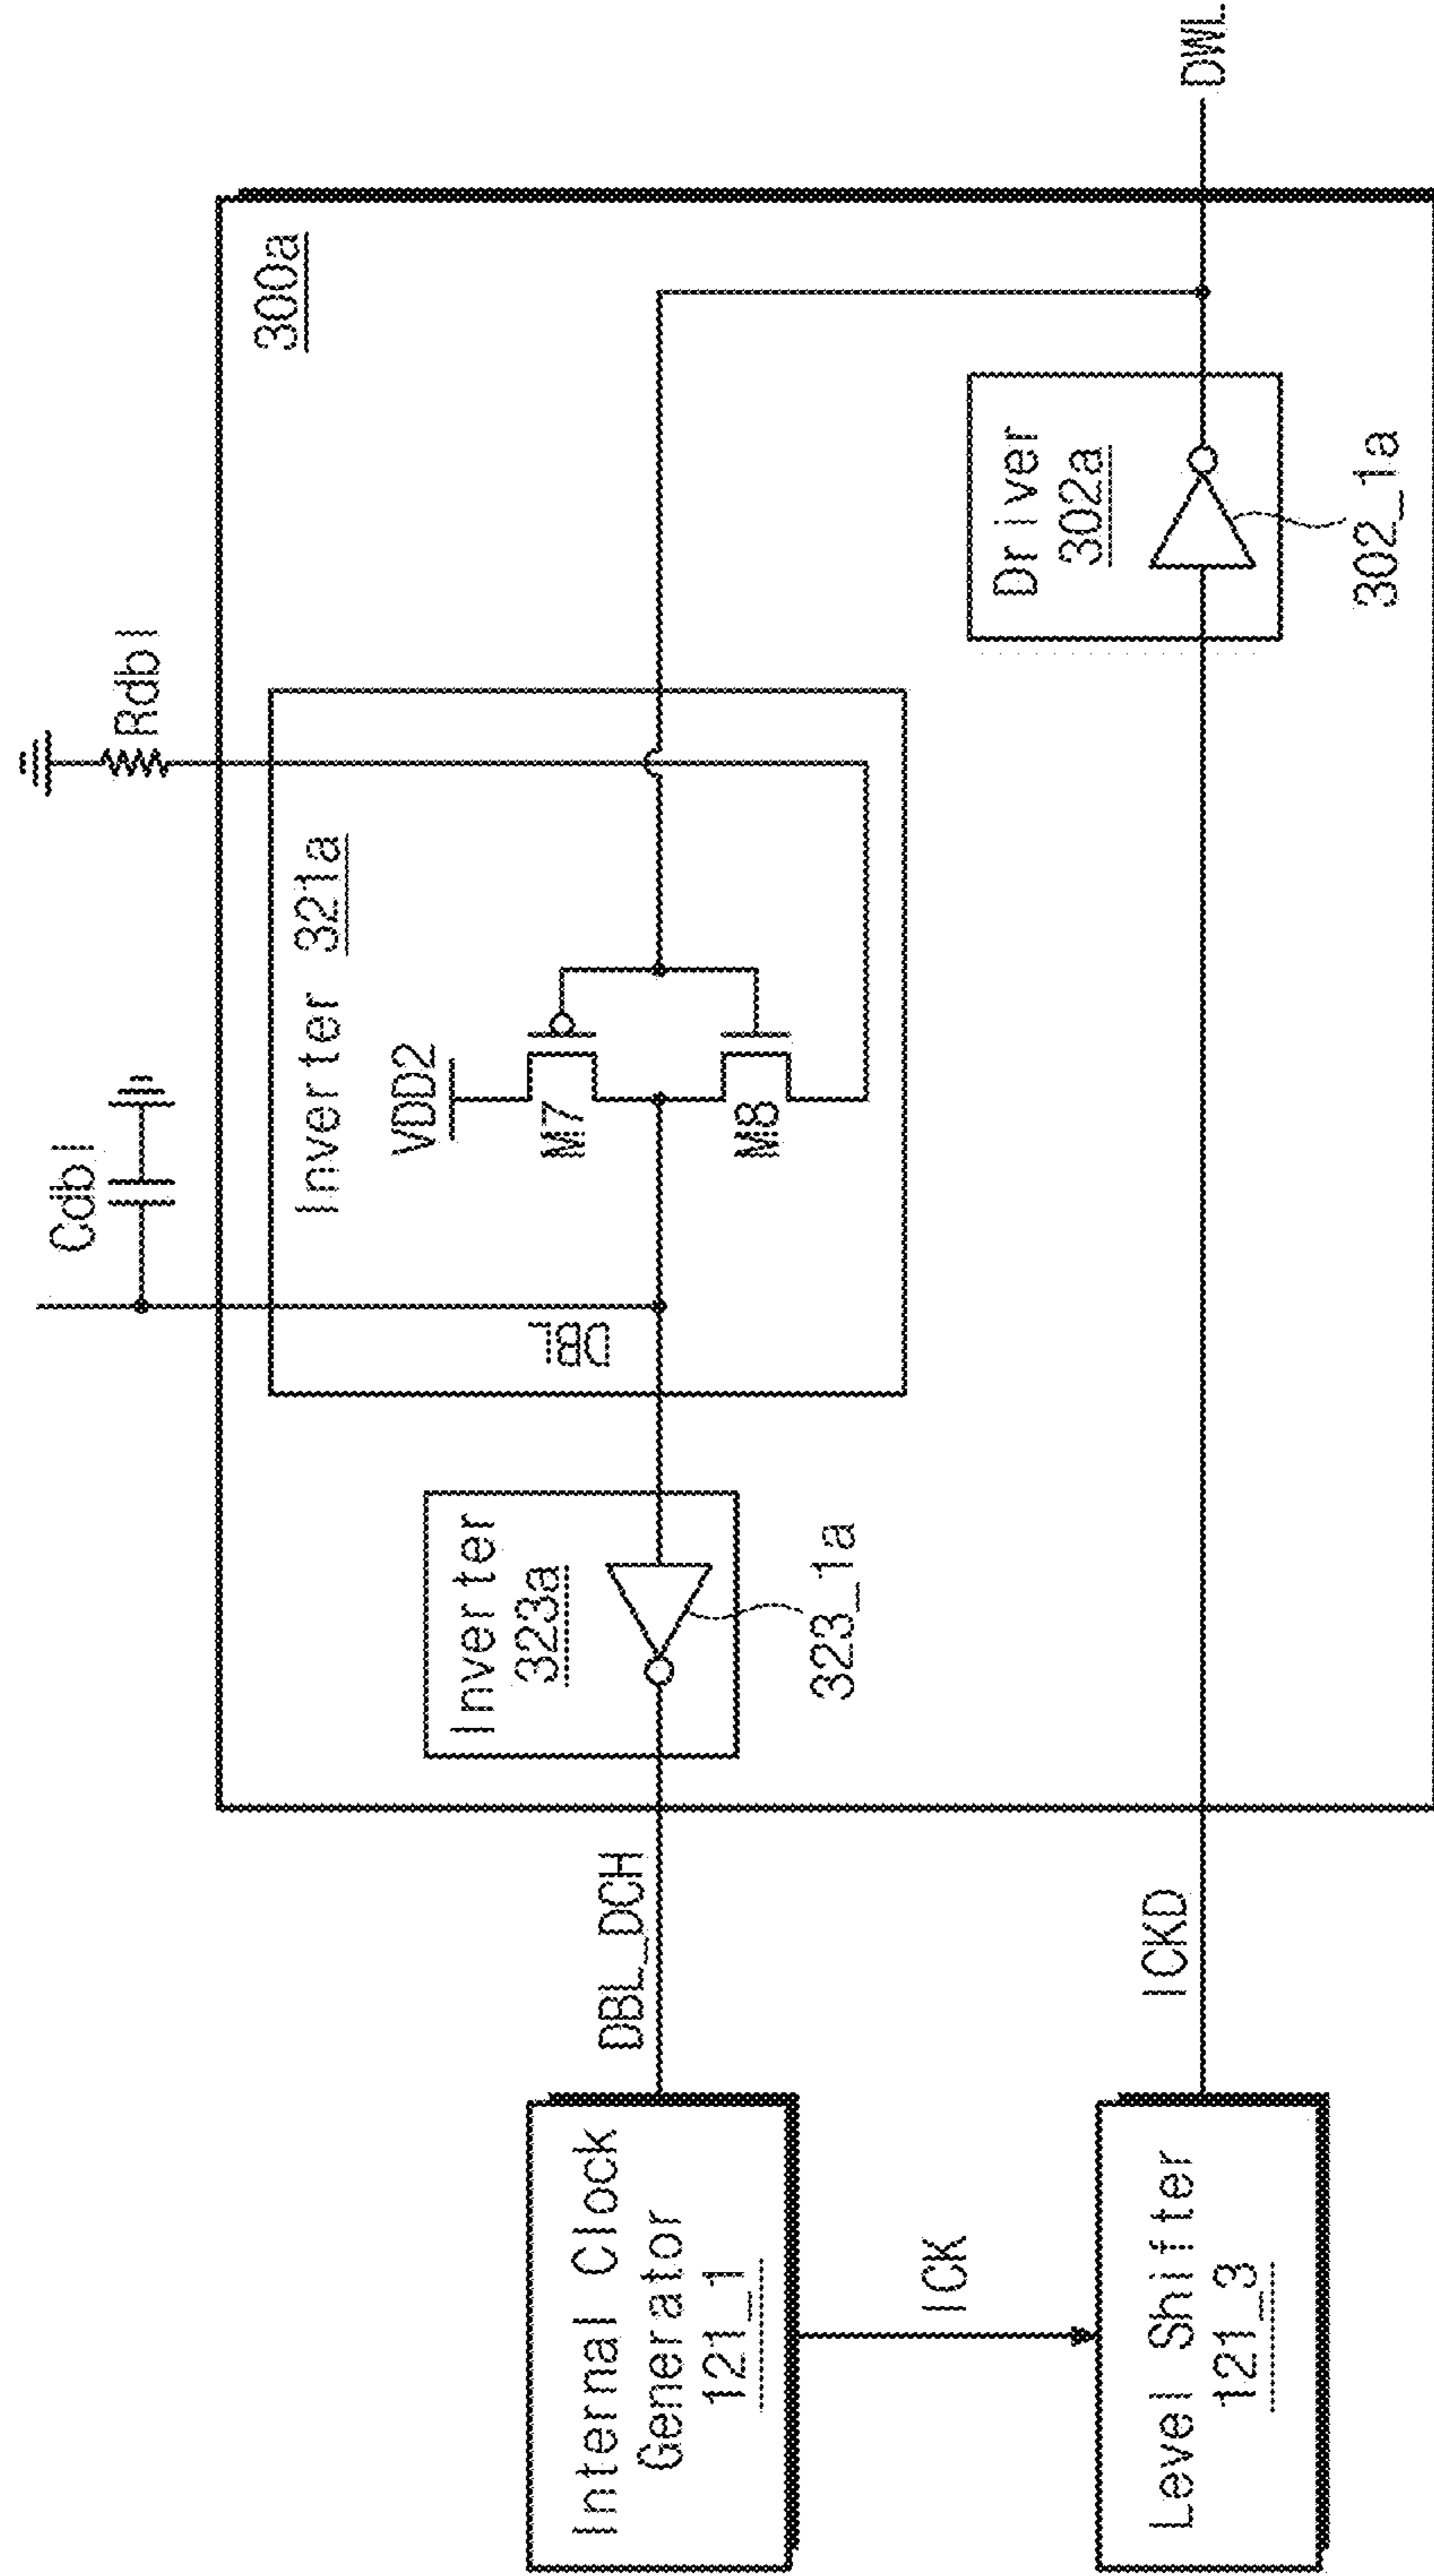 Cdbl
Rdbl
300a
Inverter 321a
VDD2
M7
M8
DBL
Inverter
323a
323_1a
Driver
302a
302_1a
DWL
Internal Clock
Generator
121_1
DBL_DCH
ICK
Level Shifter
121_3
ICKD